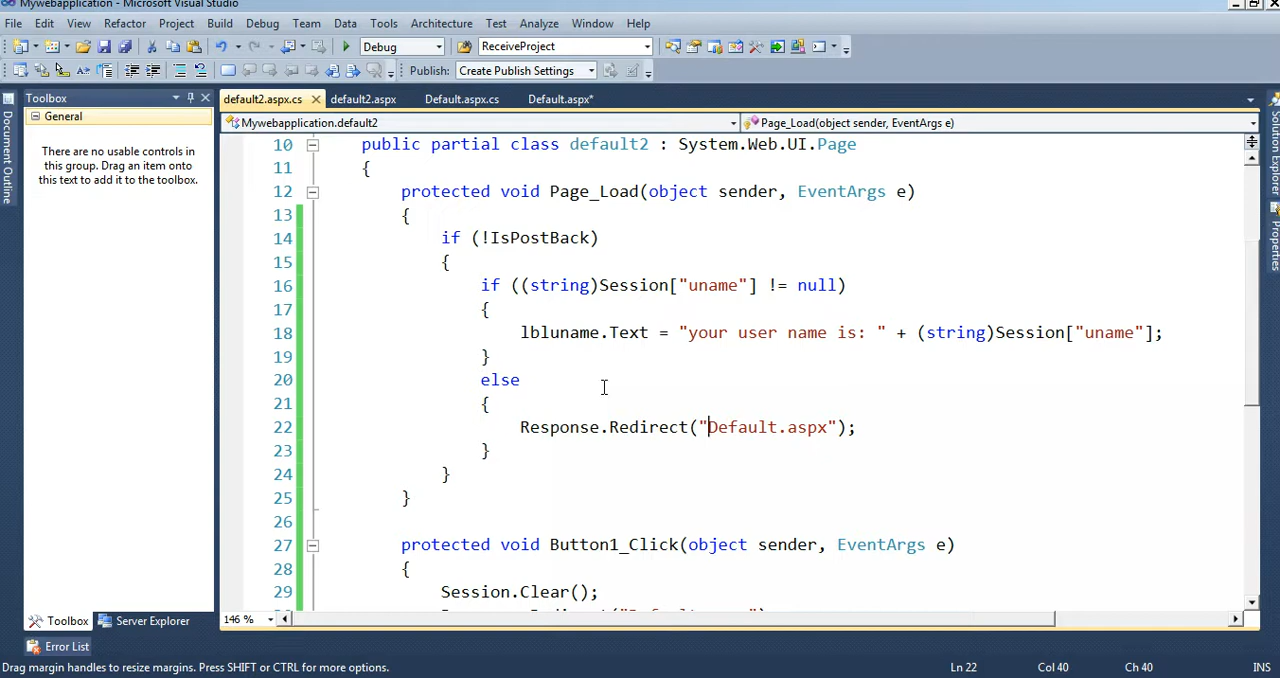 Mywebapplication - Microsoft Visual Studio
File Edit View Refactor Project Build Debug Team Data Tools Architecture Test Analyze Window Help
Debug ReceiveProject
Publish: Create Publish Settings
Toolbox
default2.aspx.cs default2.aspx Default.aspx.cs Default.aspx*
General
Mywebapplication.default2 Page_Load(object sender, EventArgs e)
There are no usable controls in
this group. Drag an item onto
this text to add it to the toolbox.
Document Outline
Solution Explorer
Properties
10 public partial class default2 : System.Web.UI.Page
11 {
12 protected void Page_Load(object sender, EventArgs e)
13 {
14 if (!IsPostBack)
15 {
16 if ((string)Session["uname"] != null)
17 {
18 lbluname.Text = "your user name is: " + (string)Session["uname"];
19 }
20 else
21 {
22 Response.Redirect("Default.aspx");
23 }
24 }
25 }
26
27 protected void Button1_Click(object sender, EventArgs e)
28 {
29 Session.Clear();
146 %
Toolbox Server Explorer
Error List
Drag margin handles to resize margins. Press SHIFT or CTRL for more options. Ln 22 Col 40 Ch 40 INS